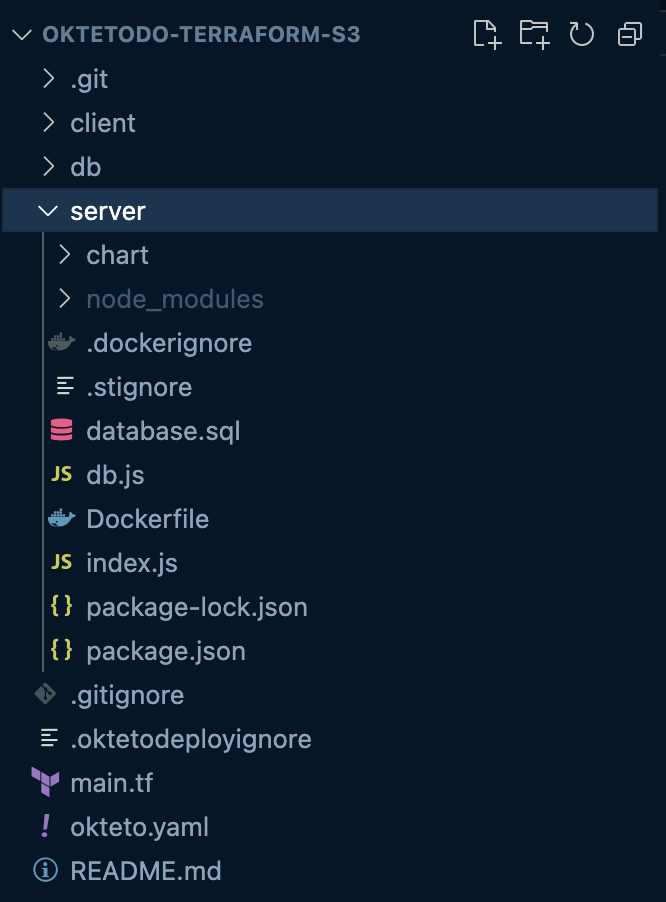 OKTETODO-TERRAFORM-S3
.git
client
db
server
chart
node_modules
.dockerignore
.stignore
database.sql
JS db.js
Dockerfile
JS index.js
{} package-lock.json
{} package.json
.gitignore
.oktetodeployignore
main.tf
! okteto.yaml
README.md